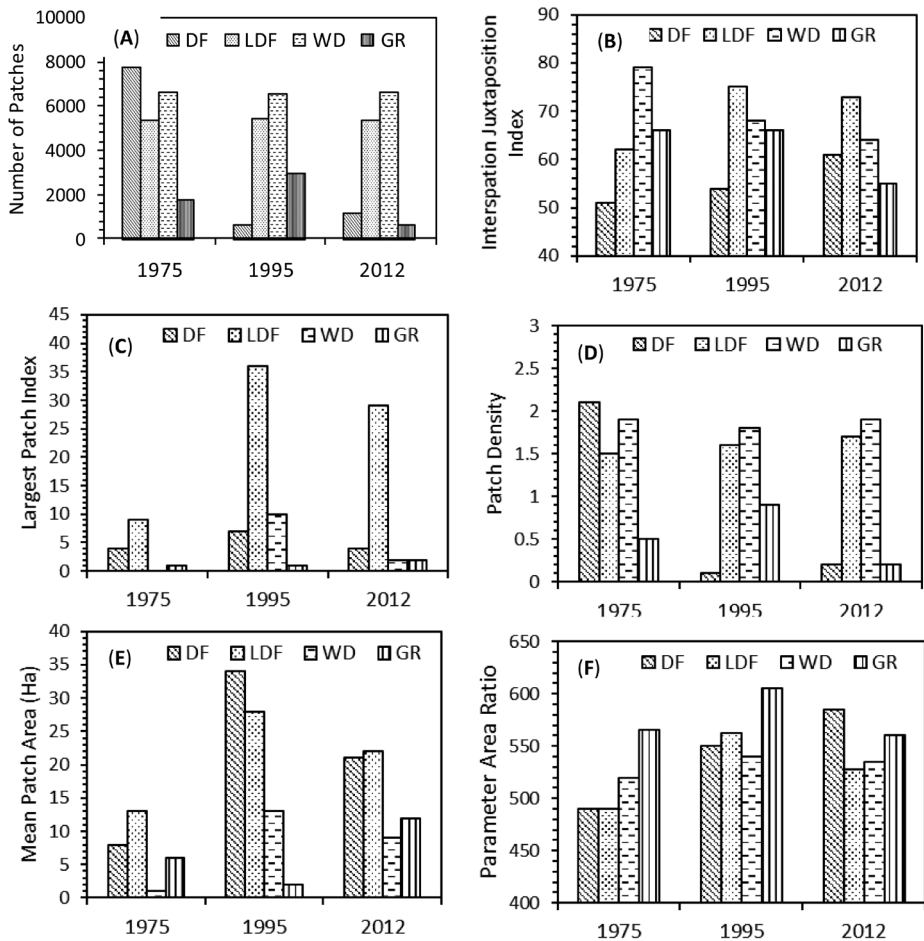 10000
8000
6000
4000
2000
0
Number of Patches
(A)
DF LDF WD GR
1975 1995 2012
90
80
70
60
50
40
Interspation Juxtaposition
Index
(B)
DF LDF WD GR
1975 1995 2012
45
40
35
30
25
20
15
10
5
0
Largest Patch Index
(C)
DF LDF WD GR
1975 1995 2012
3
2.5
2
1.5
1
0.5
0
Patch Density
(D)
DF LDF WD GR
1975 1995 2012
40
35
30
25
20
15
10
5
0
Mean Patch Area (Ha)
(E)
DF LDF WD GR
1975 1995 2012
650
600
550
500
450
400
Parameter Area Ratio
(F)
DF LDF WD GR
1975 1995 2012